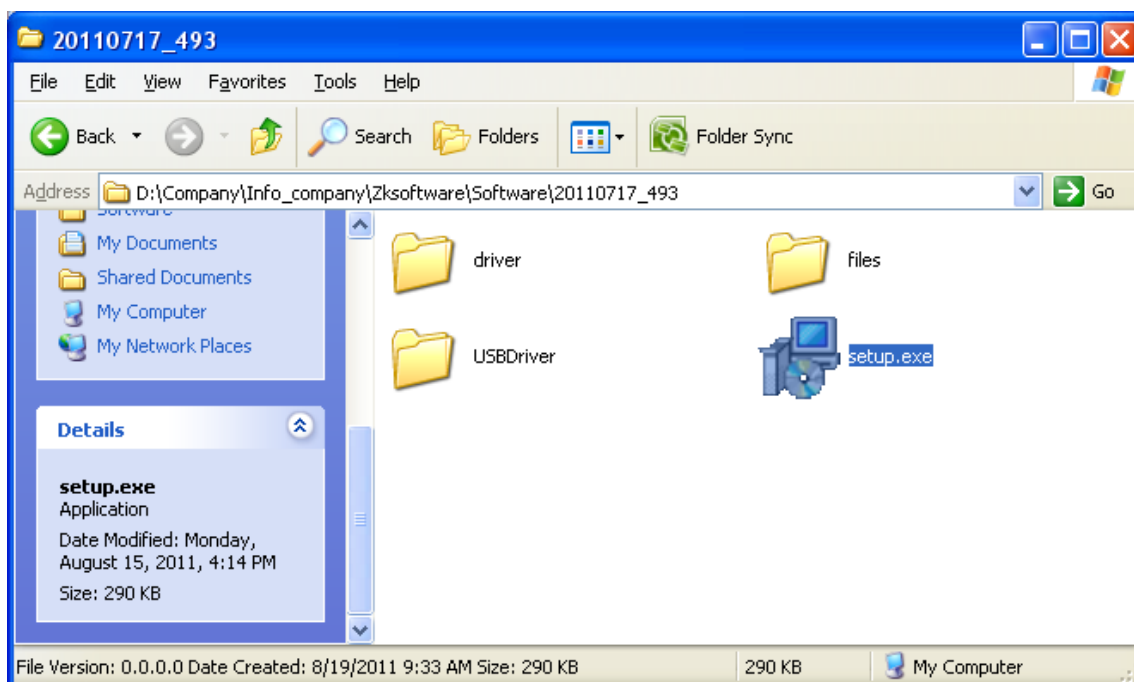 20110717_493
File Edit View Favorites Tools Help
Back Search Folders Folder Sync
Address D:\Company\Info_company\Zksoftware\Software\20110717_493 Go
Software
My Documents
Shared Documents
My Computer
My Network Places
Details
setup.exe
Application
Date Modified: Monday,
August 15, 2011, 4:14 PM
Size: 290 KB
driver
files
USBDriver
setup.exe
File Version: 0.0.0.0 Date Created: 8/19/2011 9:33 AM Size: 290 KB 290 KB My Computer